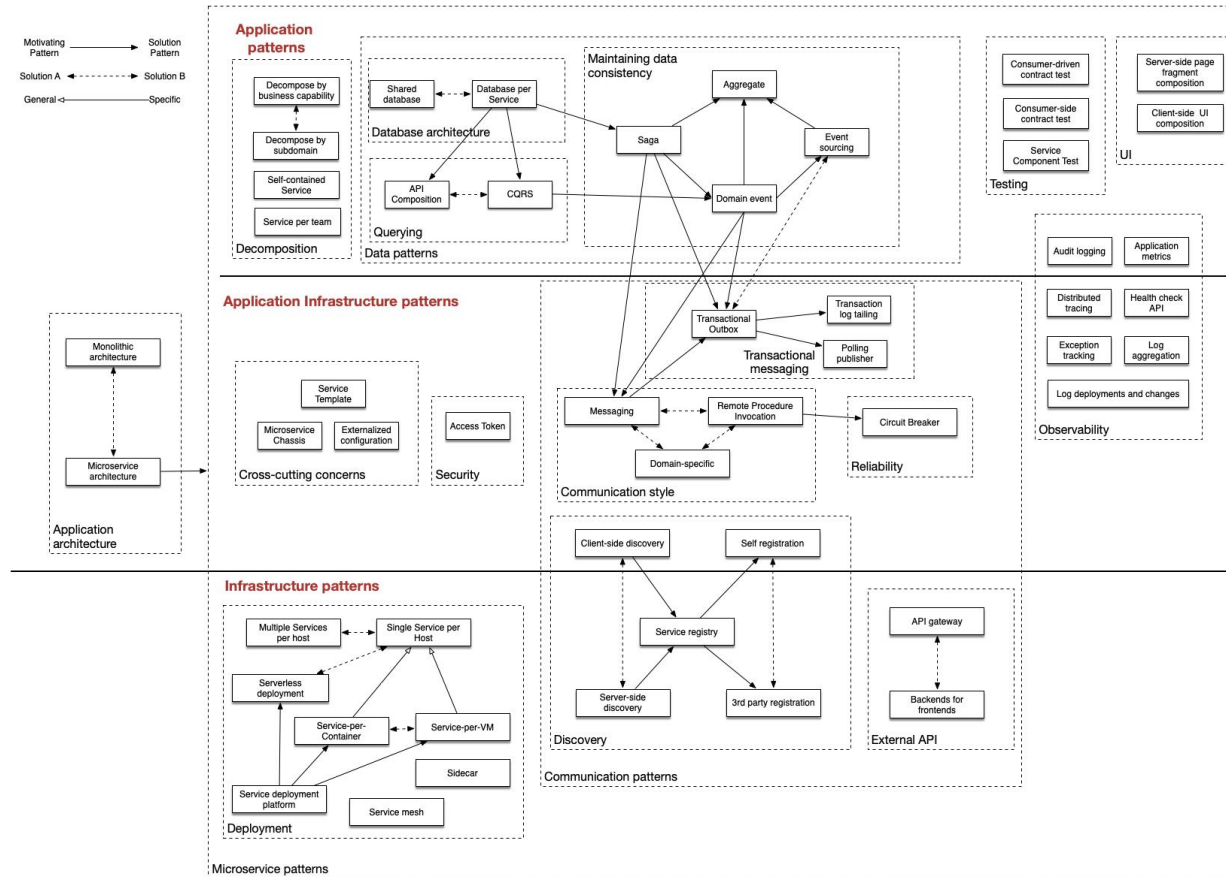 Application
patterns
Motivating
Pattern
Solution
Pattern
Solution A
Solution B
General
Specific
Decompose by
business capability
Decompose by
subdomain
Self-contained
Service
Service per team
Decomposition
Shared
database
Database per
Service
Database architecture
API
Composition
CQRS
Querying
Data patterns
Maintaining data
consistency
Aggregate
Saga
Event
sourcing
Domain event
Consumer-driven
contract test
Consumer-side
contract test
Service
Component Test
Testing
Server-side page
fragment
composition
Client-side UI
composition
UI
Audit logging
Application
metrics
Distributed
tracing
Health check
API
Exception
tracking
Log
aggregation
Log deployments and changes
Observability
Application Infrastructure patterns
Monolithic
architecture
Microservice
architecture
Application
architecture
Service
Template
Microservice
Chassis
Externalized
configuration
Cross-cutting concerns
Access Token
Security
Transactional
Outbox
Transaction
log tailing
Polling
publisher
Transactional
messaging
Messaging
Remote Procedure
Invocation
Domain-specific
Communication style
Circuit Breaker
Reliability
Client-side discovery
Self registration
Service registry
Server-side
discovery
3rd party registration
Discovery
Communication patterns
API gateway
Backends for
frontends
External API
Infrastructure patterns
Multiple Services
per host
Single Service per
Host
Serverless
deployment
Service-per-
Container
Service-per-VM
Sidecar
Service deployment
platform
Service mesh
Deployment
Microservice patterns